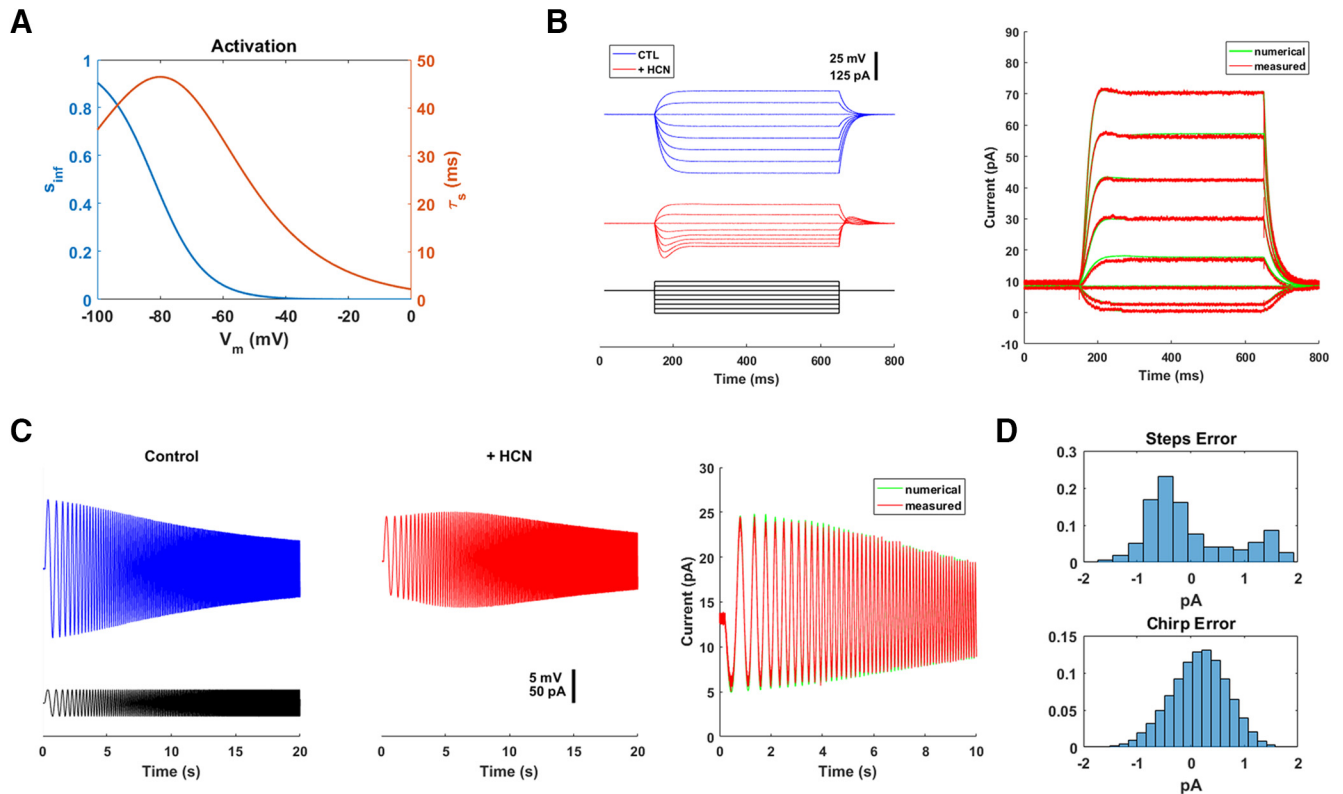 A
Activation
1
0.8
0.6
0.4
0.2
0
s_inf
50
40
30
20
10
0
τ_s (ms)
-100
-80
-60
-40
-20
0
V_m (mV)
B
CTL
+ HCN
25 mV
125 pA
0
200
400
600
800
Time (ms)
numerical
measured
90
80
70
60
50
40
30
20
10
0
-10
Current (pA)
0
200
400
600
800
Time (ms)
C
Control
0
5
10
15
20
Time (s)
+ HCN
5 mV
50 pA
0
5
10
15
20
Time (s)
numerical
measured
30
25
20
15
10
5
0
Current (pA)
0
2
4
6
8
10
Time (s)
D
Steps Error
0.3
0.2
0.1
0
-2
-1
0
1
2
pA
Chirp Error
0.15
0.1
0.05
0
-2
-1
0
1
2
pA